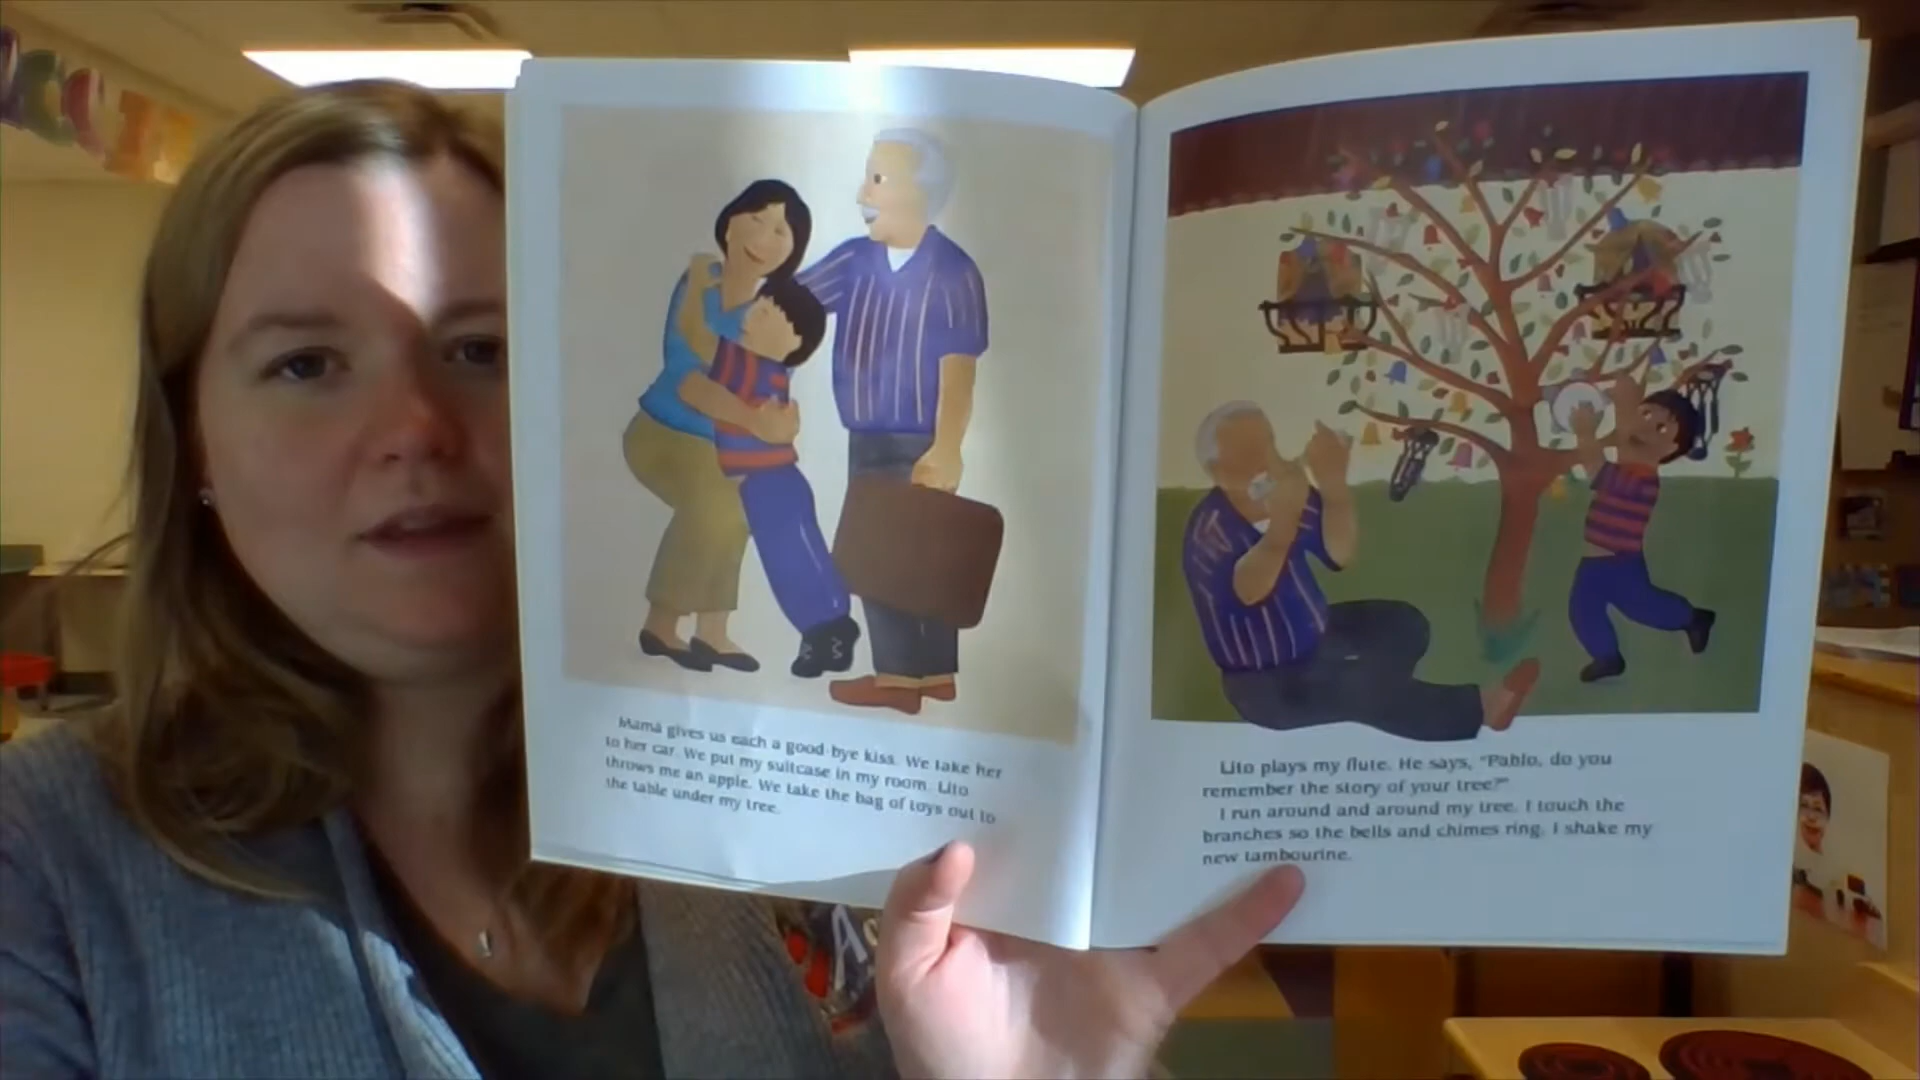 Mamá gives us each a good-bye kiss. We take her
to her car. We put my suitcase in my room. Lito
throws me an apple. We take the bag of toys out to
the table under my tree.
Lito plays my flute. He says, "Pablo, do you
remember the story of your tree?"
I run around and around my tree. I touch the
branches so the bells and chimes ring. I shake my
new tambourine.